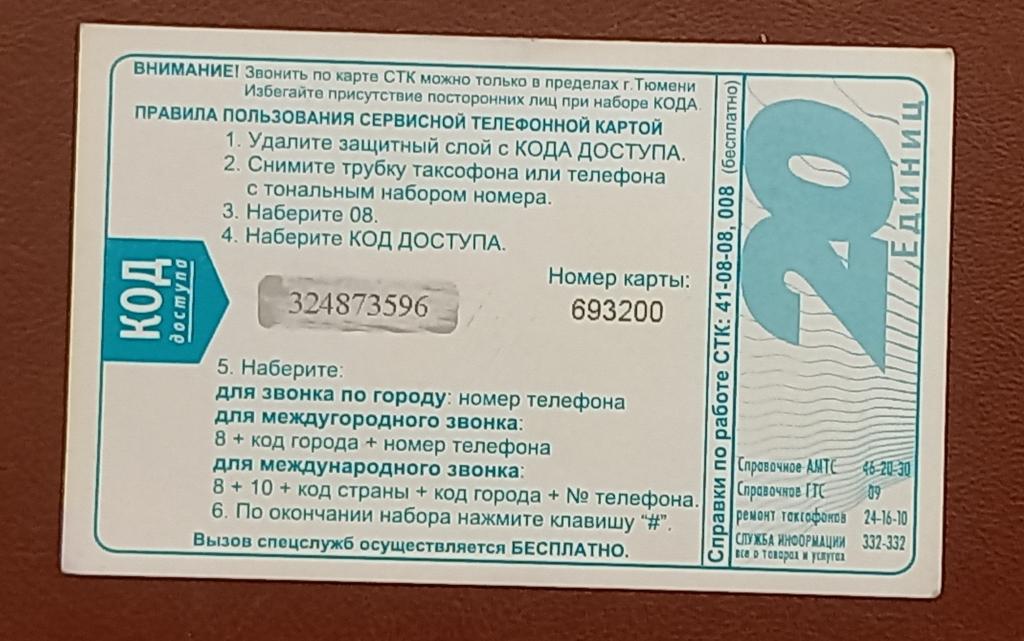 ВНИМАНИЕ! Звонить по карте СТК можно только в пределах г.Тюмени
Избегайте присутствие посторонних лиц при наборе КОДА.
ПРАВИЛА ПОЛЬЗОВАНИЯ СЕРВИСНОЙ ТЕЛЕФОННОЙ КАРТОЙ
1. Удалите защитный слой с КОДА ДОСТУПА.
2. Снимите трубку таксофона или телефона
с тональным набором номера.
3. Наберите 08.
4. Наберите КОД ДОСТУПА.
КОД
доступа
324873596
Номер карты:
693200
5. Наберите:
для звонка по городу: номер телефона
для междугородного звонка:
8 + код города + номер телефона
для международного звонка:
8 + 10 + код страны + код города + № телефона.
6. По окончании набора нажмите клавишу "#".
Вызов спецслужб осуществляется БЕСПЛАТНО.
Справки по работе СТК: 41-08-08, 008 (бесплатно)
20
ЕДИНИЦ
Справочное АМТС 46-20-30
Справочное ГТС 09
ремонт таксофонов 24-16-10
СЛУЖБА ИНФОРМАЦИИ 332-332
все о товарах и услугах